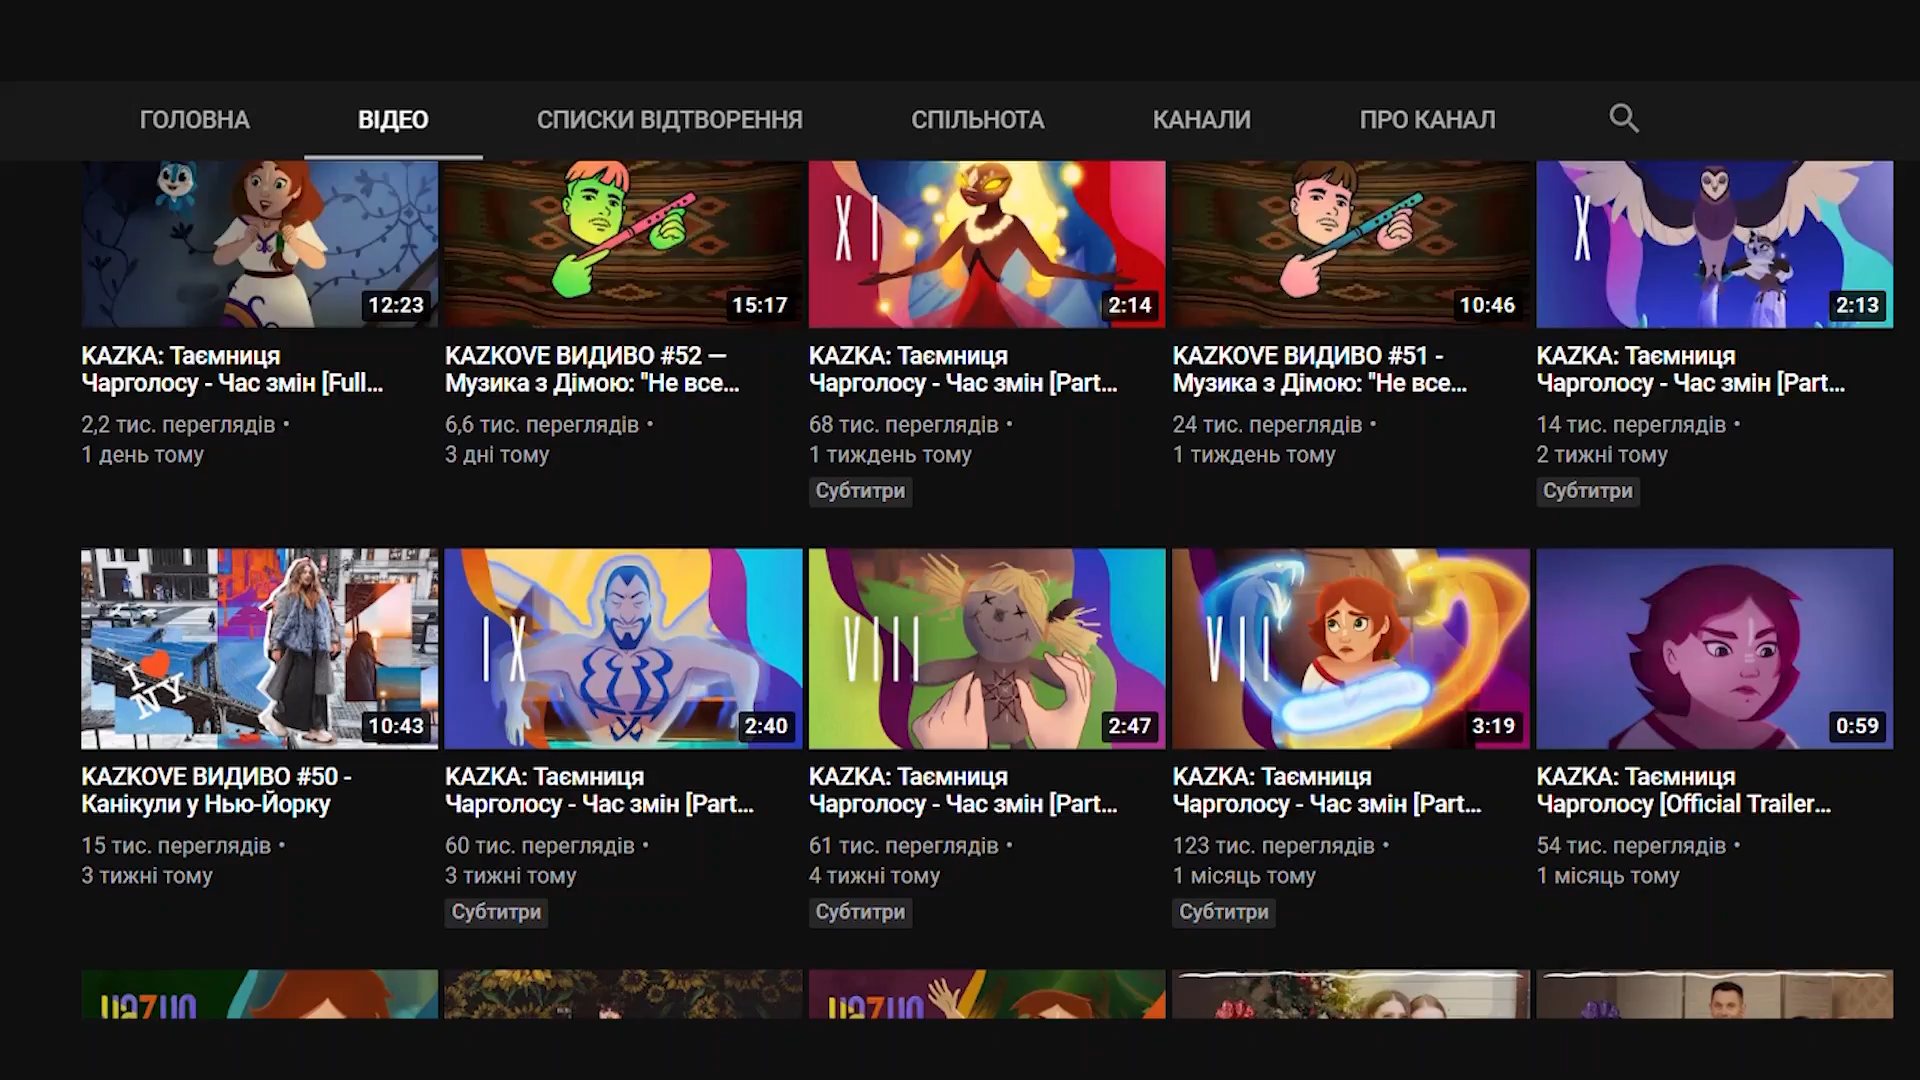 ГОЛОВНА ВІДЕО СПИСКИ ВІДТВОРЕННЯ СПІЛЬНОТА КАНАЛИ ПРО КАНАЛ
12:23
15:17
XI
2:14
10:46
X
2:13
KAZKA: Таємниця
Чарголосу - Час змін [Full...
2,2 тис. переглядів •
1 день тому
KAZKOVE ВИДИВО #52 —
Музика з Дімою: "Не все...
6,6 тис. переглядів •
3 дні тому
KAZKA: Таємниця
Чарголосу - Час змін [Part...
68 тис. переглядів •
1 тиждень тому
Субтитри
KAZKOVE ВИДИВО #51 -
Музика з Дімою: "Не все...
24 тис. переглядів •
1 тиждень тому
KAZKA: Таємниця
Чарголосу - Час змін [Part...
14 тис. переглядів •
2 тижні тому
Субтитри
I
NY
10:43
IX
2:40
VIII
2:47
VII
3:19
0:59
KAZKOVE ВИДИВО #50 -
Канікули у Нью-Йорку
15 тис. переглядів •
3 тижні тому
KAZKA: Таємниця
Чарголосу - Час змін [Part...
60 тис. переглядів •
3 тижні тому
Субтитри
KAZKA: Таємниця
Чарголосу - Час змін [Part...
61 тис. переглядів •
4 тижні тому
Субтитри
KAZKA: Таємниця
Чарголосу - Час змін [Part...
123 тис. переглядів •
1 місяць тому
Субтитри
KAZKA: Таємниця
Чарголосу [Official Trailer...
54 тис. переглядів •
1 місяць тому